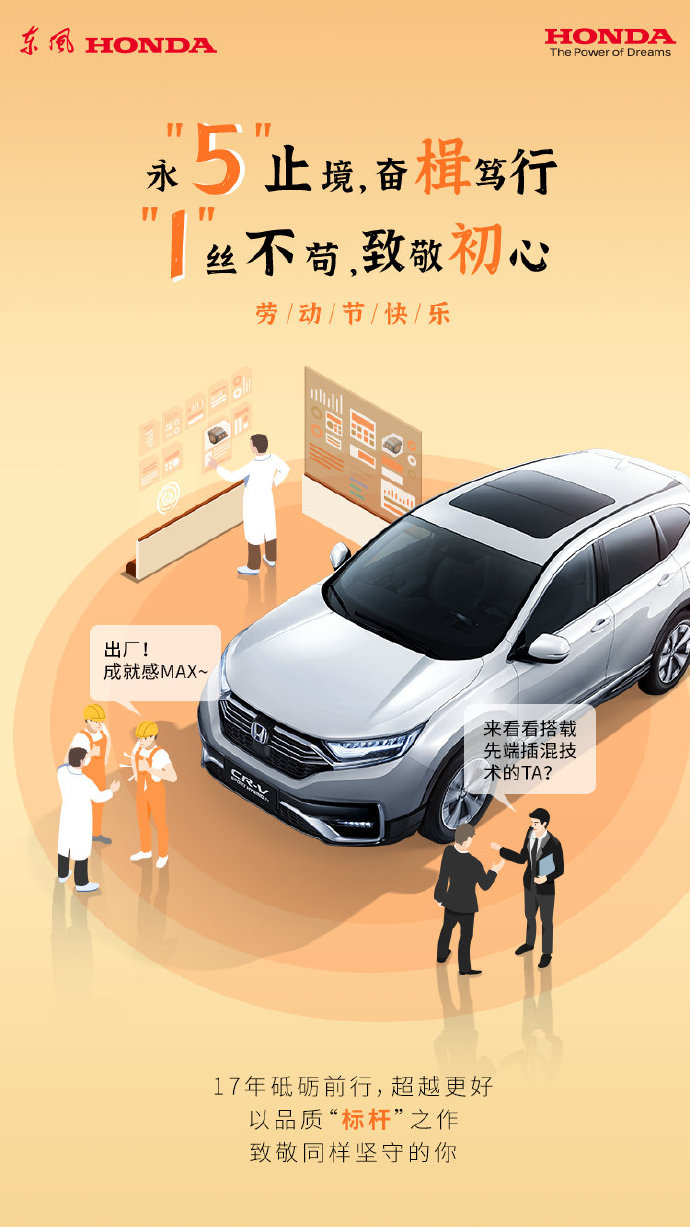 东风 HONDA
HONDA
The Power of Dreams
永"5"止境,奋楫笃行
"1"丝不苟,致敬初心
劳/动/节/快/乐
出厂!
成就感MAX~
来看看搭载
先端插混技
术的TA?
CR-V
17年砥砺前行,超越更好
以品质“标杆”之作
致敬同样坚守的你